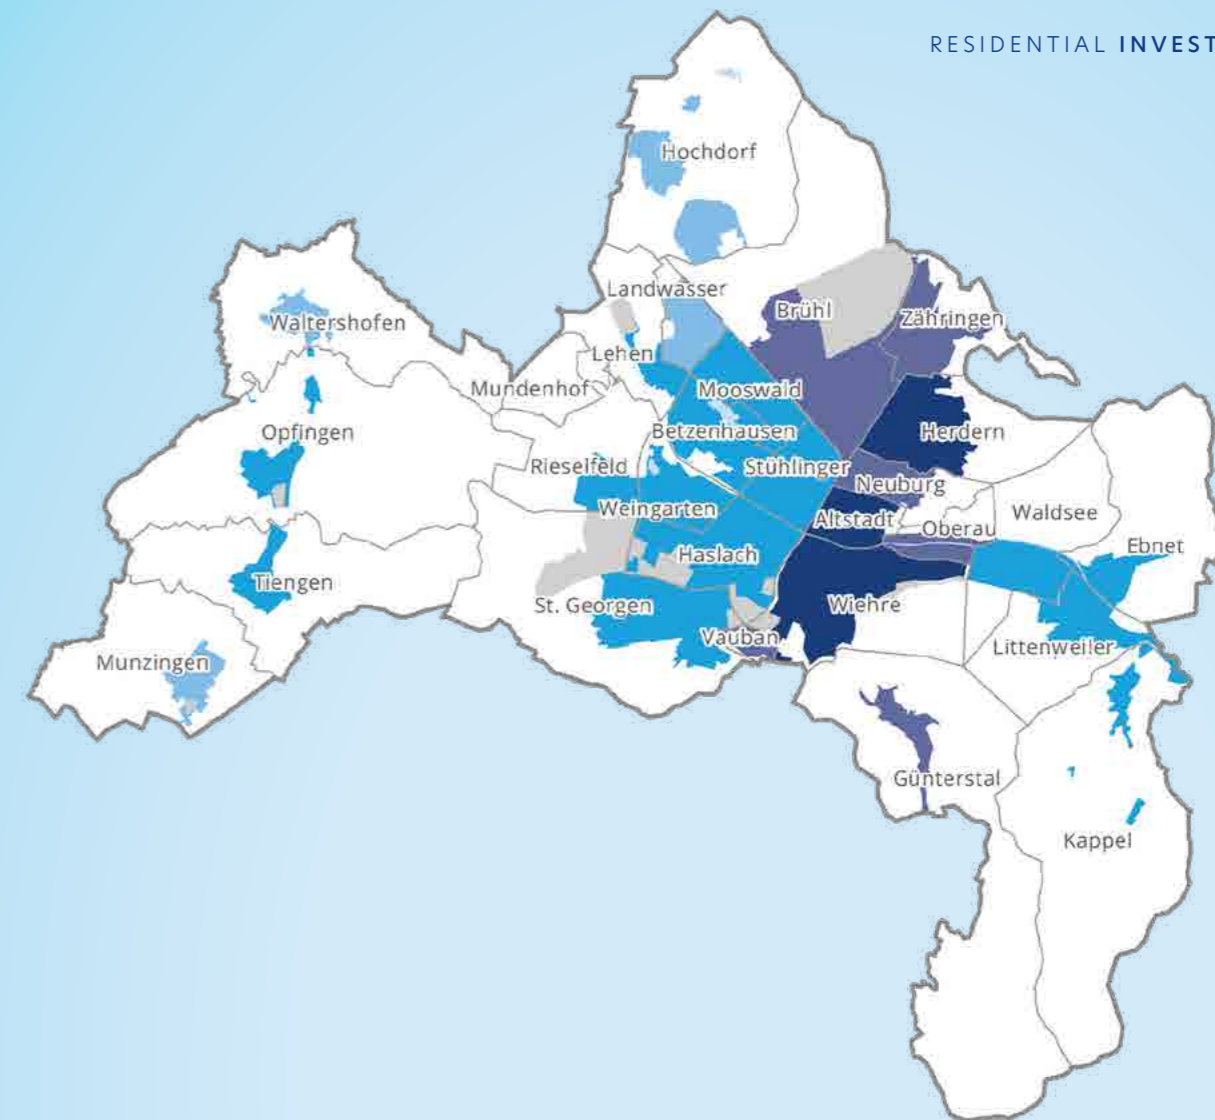 RESIDENTIAL INVEST
Hochdorf
Landwasser
Brühl
Zähringen
Waltershofen
Lehen
Mundenhof
Mooswald
Opfingen
Betzenhausen
Herdern
Rieselfeld
Stühlinger
Neuburg
Weingarten
Altstadt
Oberau
Waldsee
Ebnet
Haslach
Tiengen
St. Georgen
Wiehre
Vauban
Littenweiler
Munzingen
Günterstal
Kappel